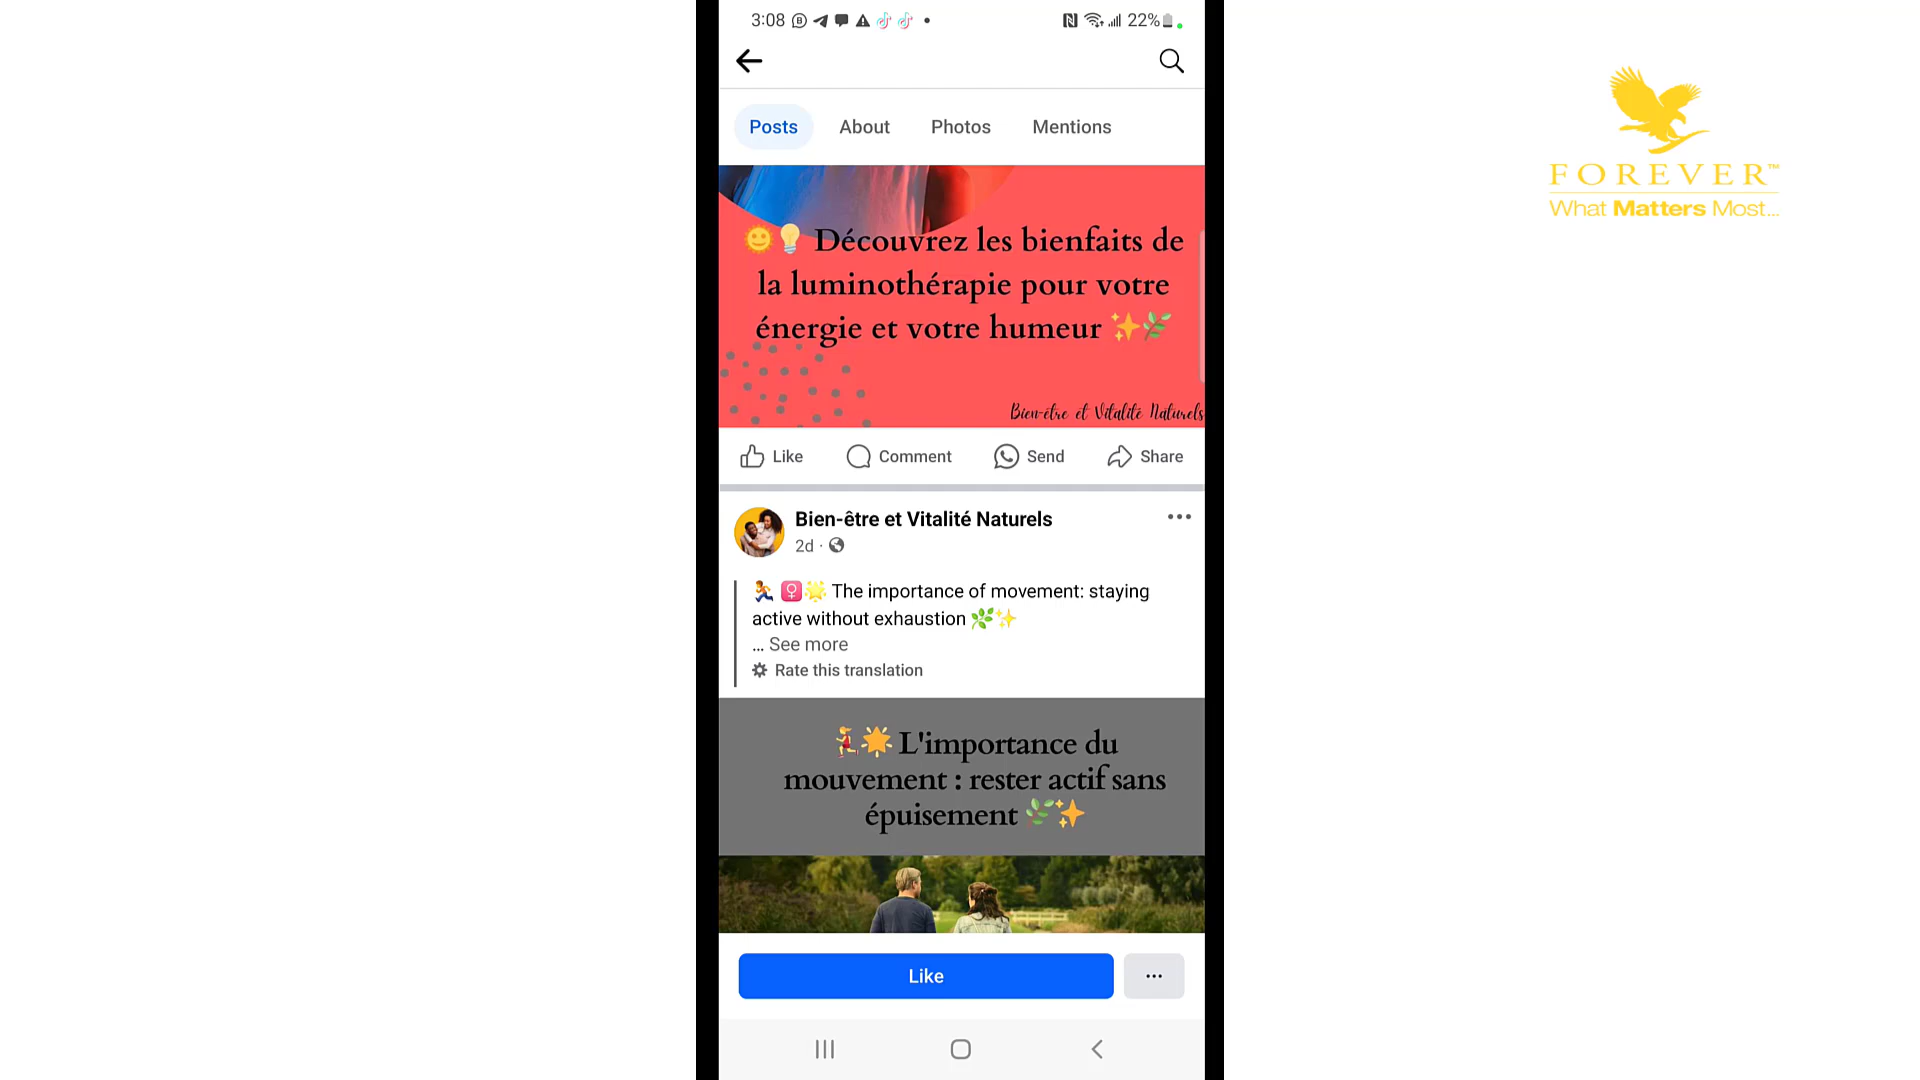 3:08
22%
Posts
About
Photos
Mentions
FOREVER™
What Matters Most...
🌞💡 Découvrez les bienfaits de
la luminothérapie pour votre
énergie et votre humeur ✨🌿
Bien-être et Vitalité Naturels
Like
Comment
Send
Share
Bien-être et Vitalité Naturels
2d ·
🏃 ♀️🌟 The importance of movement: staying
active without exhaustion 🌿✨
... See more
Rate this translation
🏃‍♀️🌟 L'importance du
mouvement : rester actif sans
épuisement 🌿✨
Like